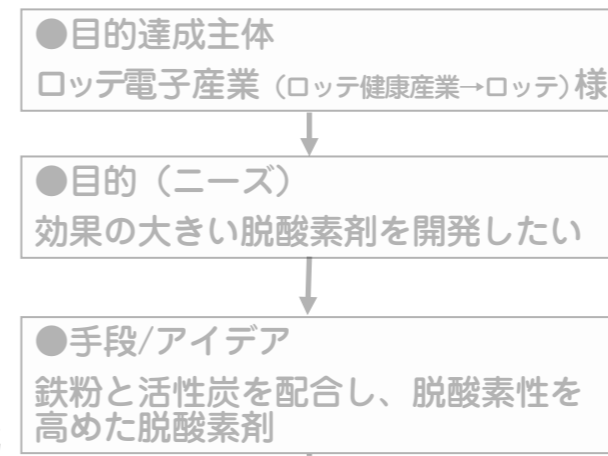 ●目的達成主体
ロッテ電子産業（ロッテ健康産業→ロッテ）様
●目的（ニーズ）
効果の大きい脱酸素剤を開発したい
●手段/アイデア
鉄粉と活性炭を配合し、脱酸素性を
高めた脱酸素剤